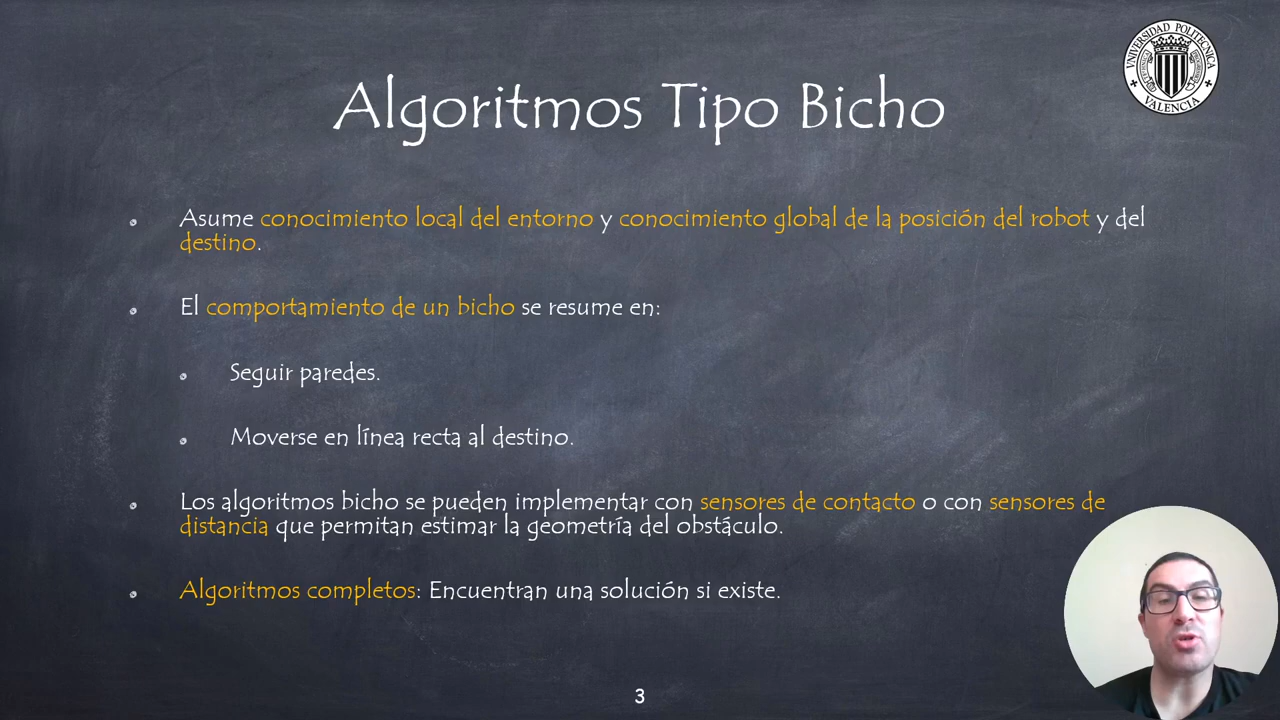 UNIVERSIDAD POLITECNICA
VALENCIA
Algoritmos Tipo Bicho
Asume conocimiento local del entorno y conocimiento global de la posición del robot y del
destino.
El comportamiento de un bicho se resume en:
Seguir paredes.
Moverse en línea recta al destino.
Los algoritmos bicho se pueden implementar con sensores de contacto o con sensores de
distancia que permitan estimar la geometría del obstáculo.
Algoritmos completos: Encuentran una solución si existe.
3